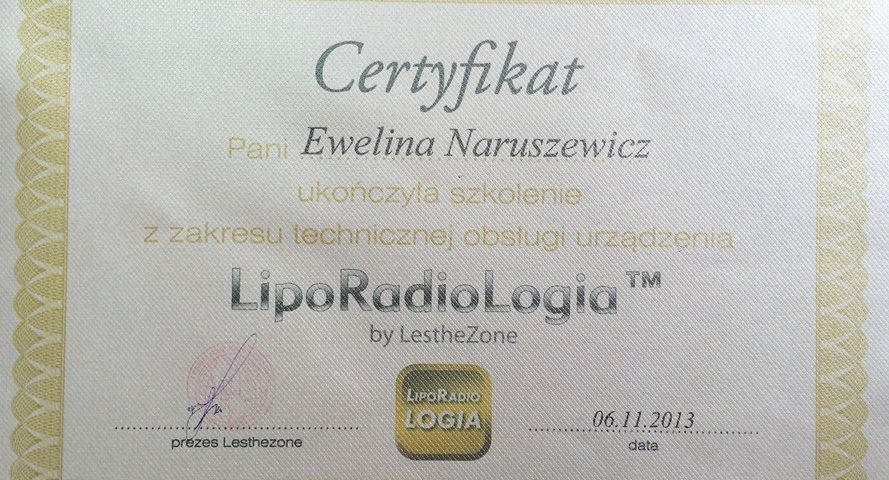 Certyfikat
Pani Ewelina Naruszewicz
ukończyła szkolenie
z zakresu technicznej obsługi urządzenia
LipoRadioLogia™
by LestheZone
LIPORADIO
LOGIA
06.11.2013
prezes Lesthezone
data